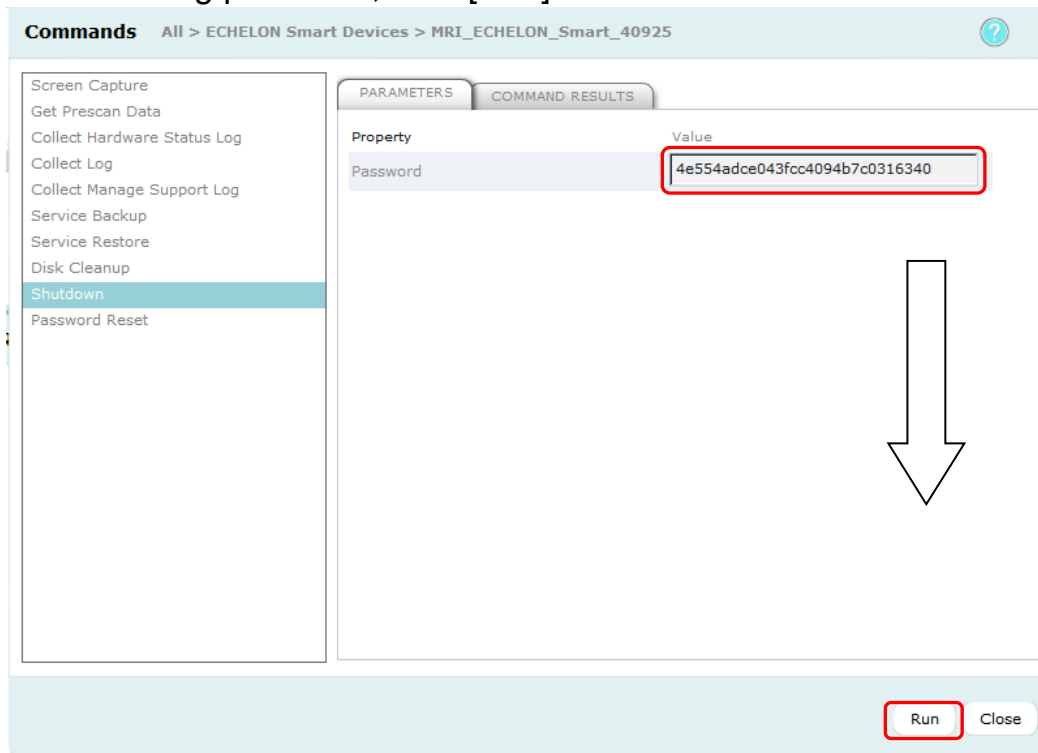 Commands All > ECHELON Smart Devices > MRI_ECHELON_Smart_40925 ?
Screen Capture
Get Prescan Data
Collect Hardware Status Log
Collect Log
Collect Manage Support Log
Service Backup
Service Restore
Disk Cleanup
Shutdown
Password Reset
PARAMETERS COMMAND RESULTS
Property Value
Password 4e554adce043fcc4094b7c0316340
Run Close